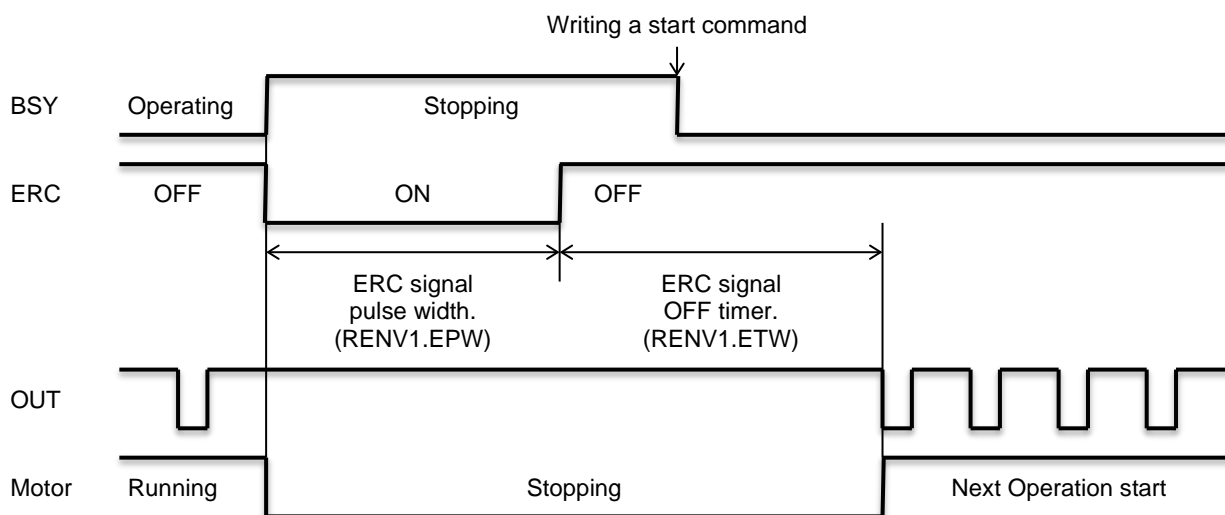 Writing a start command
BSY Operating Stopping
ERC OFF ON OFF
ERC signal
pulse width.
(RENV1.EPW)
ERC signal
OFF timer.
(RENV1.ETW)
OUT
Motor Running Stopping Next Operation start